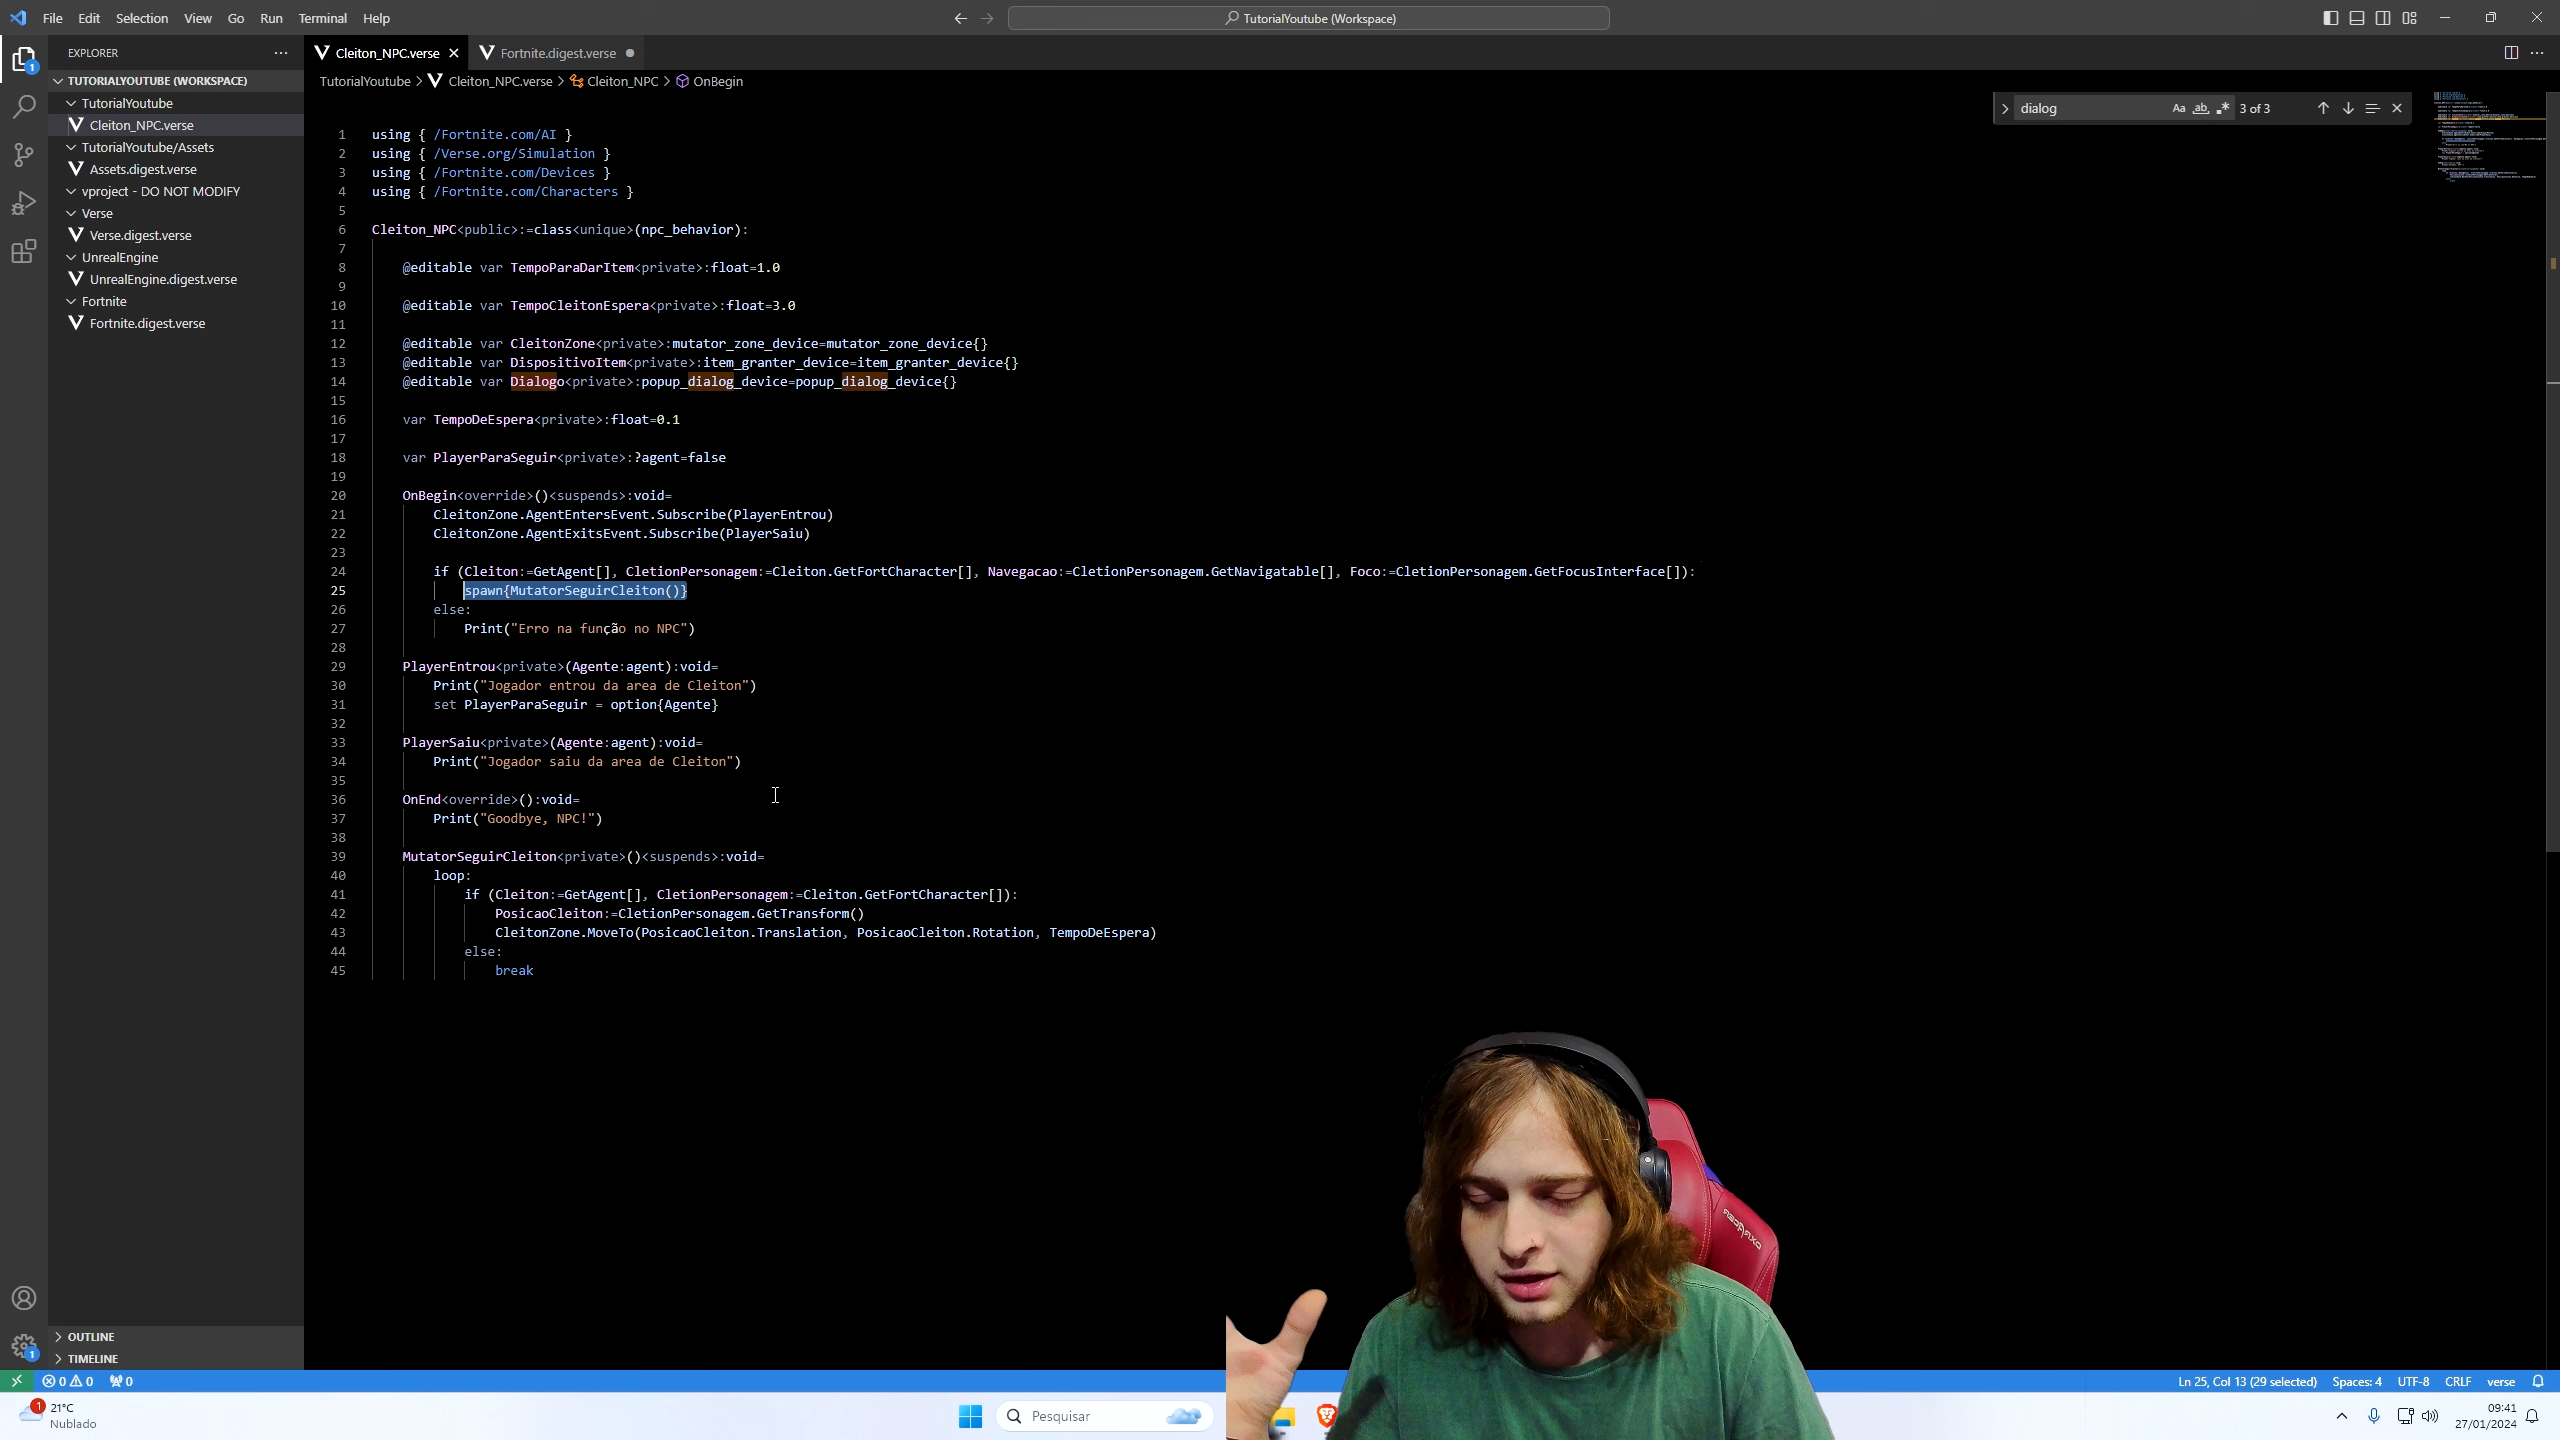 File Edit Selection View Go Run Terminal Help
TutorialYoutube (Workspace)
EXPLORER
Cleiton_NPC.verse
Fortnite.digest.verse
TUTORIALYOUTUBE (WORKSPACE)
TutorialYoutube
Cleiton_NPC.verse
TutorialYoutube/Assets
Assets.digest.verse
vproject - DO NOT MODIFY
Verse
Verse.digest.verse
UnrealEngine
UnrealEngine.digest.verse
Fortnite
Fortnite.digest.verse
OUTLINE
TIMELINE
TutorialYoutube > Cleiton_NPC.verse > Cleiton_NPC > OnBegin
dialog Aa ab .* 3 of 3
1 using { /Fortnite.com/AI }
2 using { /Verse.org/Simulation }
3 using { /Fortnite.com/Devices }
4 using { /Fortnite.com/Characters }
5
6 Cleiton_NPC<public>:=class<unique>(npc_behavior):
7
8 @editable var TempoParaDarItem<private>:float=1.0
9
10 @editable var TempoCleitonEspera<private>:float=3.0
11
12 @editable var CleitonZone<private>:mutator_zone_device=mutator_zone_device{}
13 @editable var DispositivoItem<private>:item_granter_device=item_granter_device{}
14 @editable var Dialogo<private>:popup_dialog_device=popup_dialog_device{}
15
16 var TempoDeEspera<private>:float=0.1
17
18 var PlayerParaSeguir<private>:?agent=false
19
20 OnBegin<override>()<suspends>:void=
21 CleitonZone.AgentEntersEvent.Subscribe(PlayerEntrou)
22 CleitonZone.AgentExitsEvent.Subscribe(PlayerSaiu)
23
24 if (Cleiton:=GetAgent[], CletionPersonagem:=Cleiton.GetFortCharacter[], Navegacao:=CletionPersonagem.GetNavigatable[], Foco:=CletionPersonagem.GetFocusInterface[]):
25 spawn{MutatorSeguirCleiton()}
26 else:
27 Print("Erro na função no NPC")
28
29 PlayerEntrou<private>(Agente:agent):void=
30 Print("Jogador entrou da area de Cleiton")
31 set PlayerParaSeguir = option{Agente}
32
33 PlayerSaiu<private>(Agente:agent):void=
34 Print("Jogador saiu da area de Cleiton")
35
36 OnEnd<override>():void=
37 Print("Goodbye, NPC!")
38
39 MutatorSeguirCleiton<private>()<suspends>:void=
40 loop:
41 if (Cleiton:=GetAgent[], CletionPersonagem:=Cleiton.GetFortCharacter[]):
42 PosicaoCleiton:=CletionPersonagem.GetTransform()
43 CleitonZone.MoveTo(PosicaoCleiton.Translation, PosicaoCleiton.Rotation, TempoDeEspera)
44 else:
45 break
DXRACER
0 0 0
Ln 25, Col 13 (29 selected) Spaces: 4 UTF-8 CRLF verse
1 21°C
Nublado
Pesquisar
09:41
27/01/2024
1
1